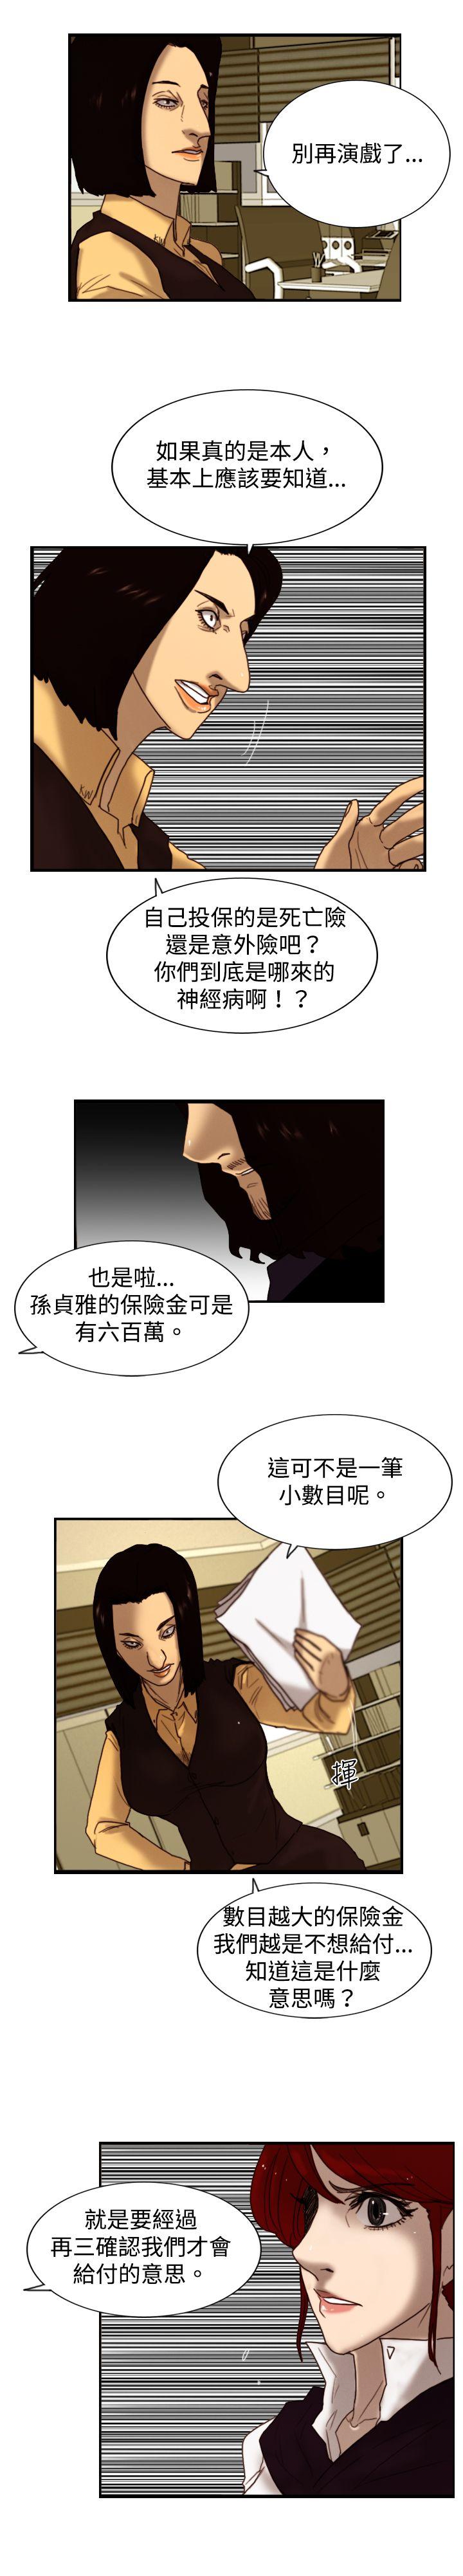 別再演戲了...
如果真的是本人，
基本上應該要知道...
KW
自己投保的是死亡險
還是意外險吧？
你們到底是哪來的
神經病啊！？
也是啦...
孫貞雅的保險金可是
有六百萬。
這可不是一筆
小數目呢。
揮
數目越大的保險金
我們越是不想給付...
知道這是什麼
意思嗎？
就是要經過
再三確認我們才會
給付的意思。